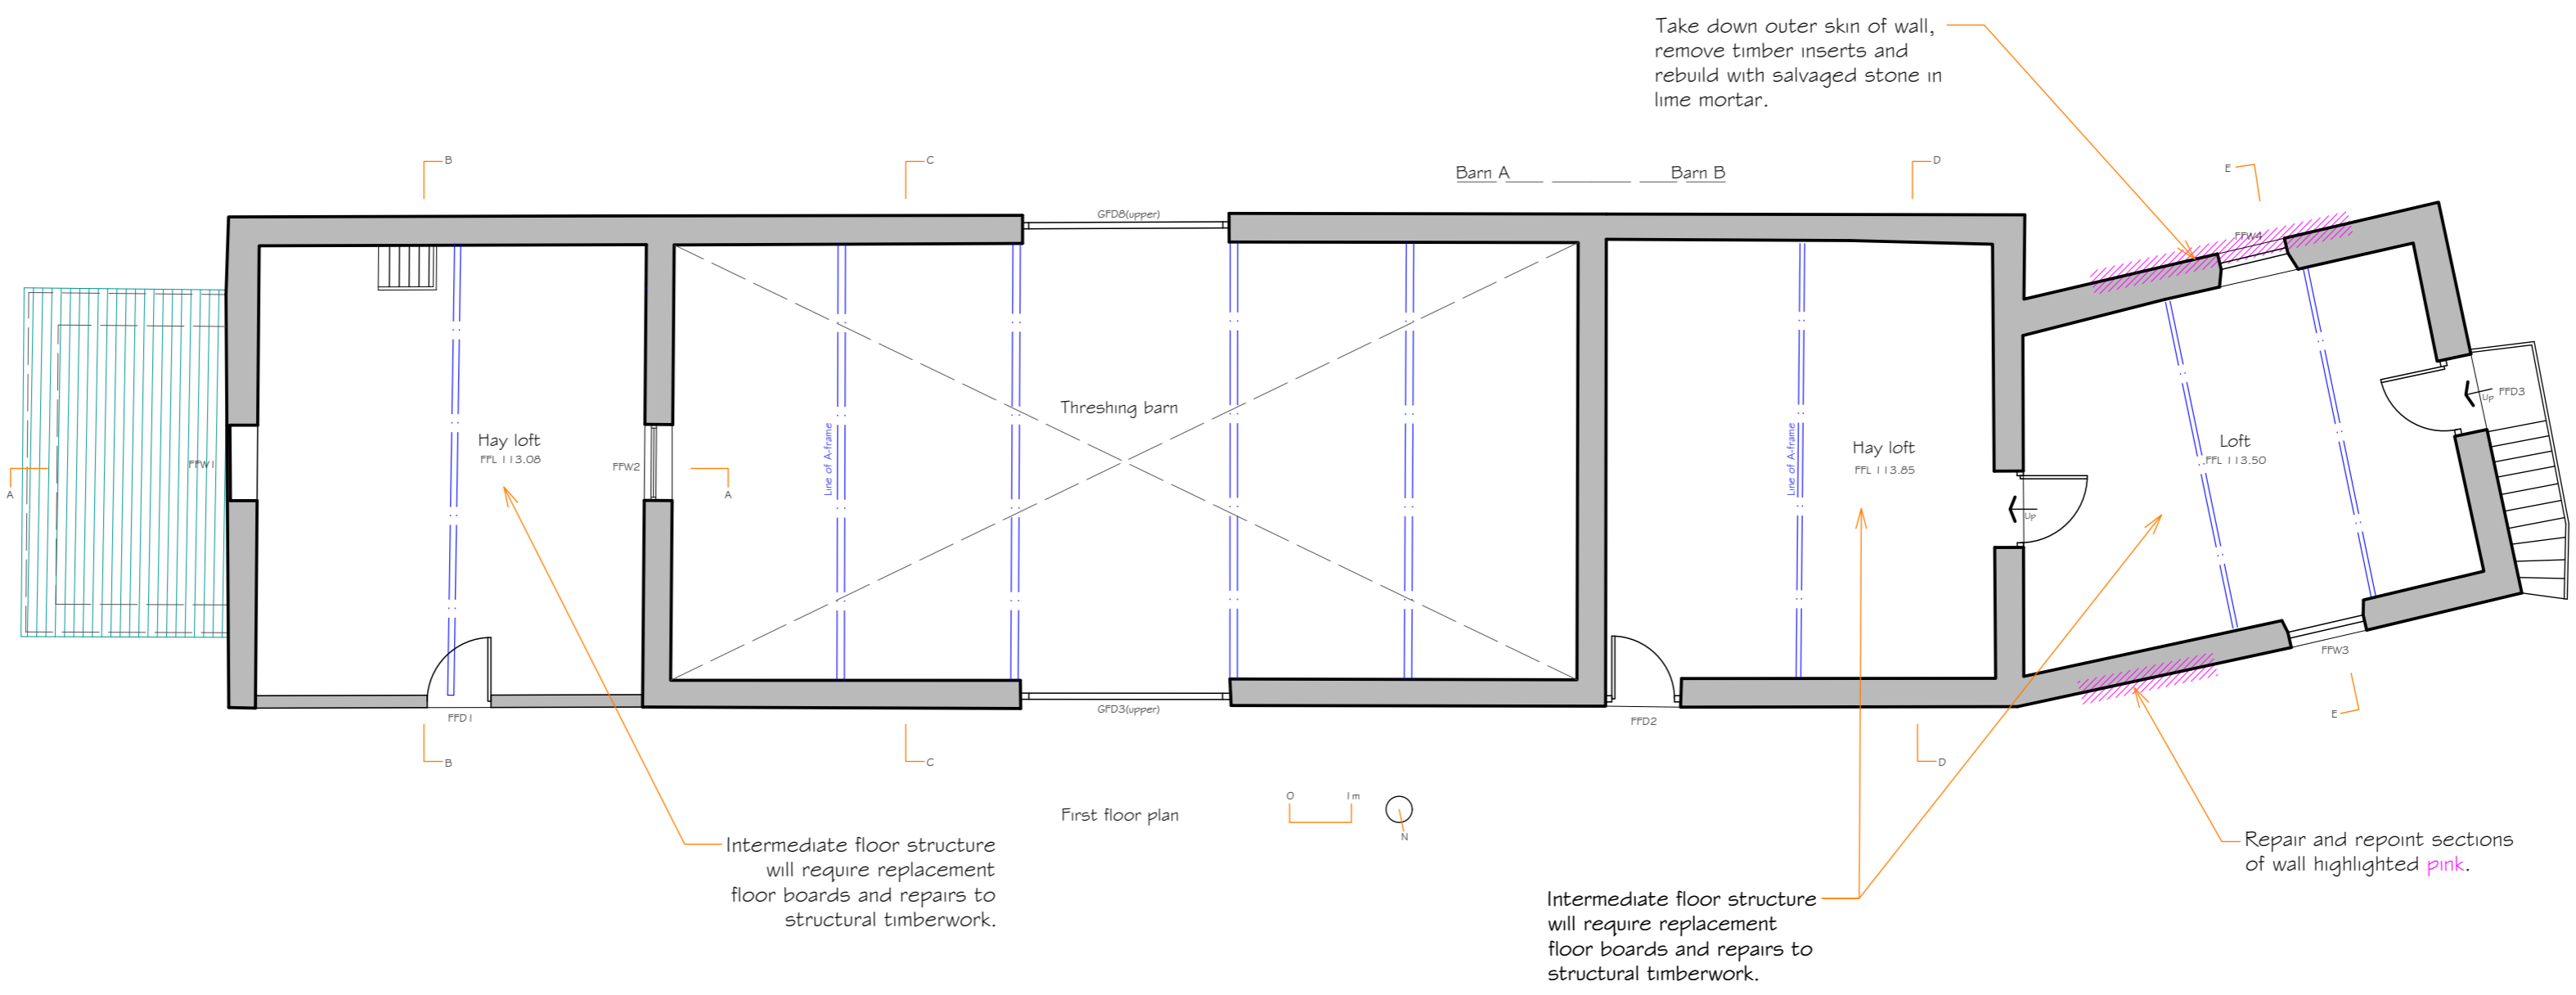 Take down outer skin of wall,
remove timber inserts and
rebuild with salvaged stone in
lime mortar.
B
C
Barn A
Barn B
D
E
GFD8(upper)
FFW4
Threshing barn
Line of A-frame
Hay loft
FFL 113.08
FFW1
FFW2
A
A
Line of A-frame
Hay loft
FFL 113.85
Up
Loft
FFL 113.50
Up
FFD3
FFW3
E
FFD1
GFD3(upper)
FFD2
B
C
D
First floor plan
0
1m
N
Intermediate floor structure
will require replacement
floor boards and repairs to
structural timberwork.
Intermediate floor structure
will require replacement
floor boards and repairs to
structural timberwork.
Repair and repoint sections
of wall highlighted pink.